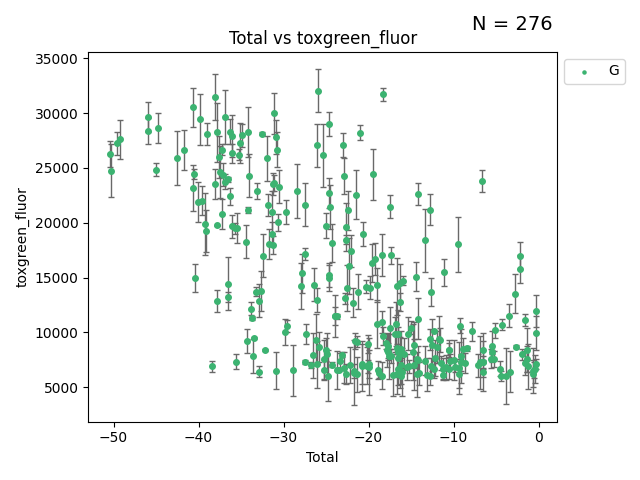 N = 276
Total vs toxgreen_fluor
G
toxgreen_fluor
35000
30000
25000
20000
15000
10000
5000
−50 −40 −30 −20 −10 0
Total